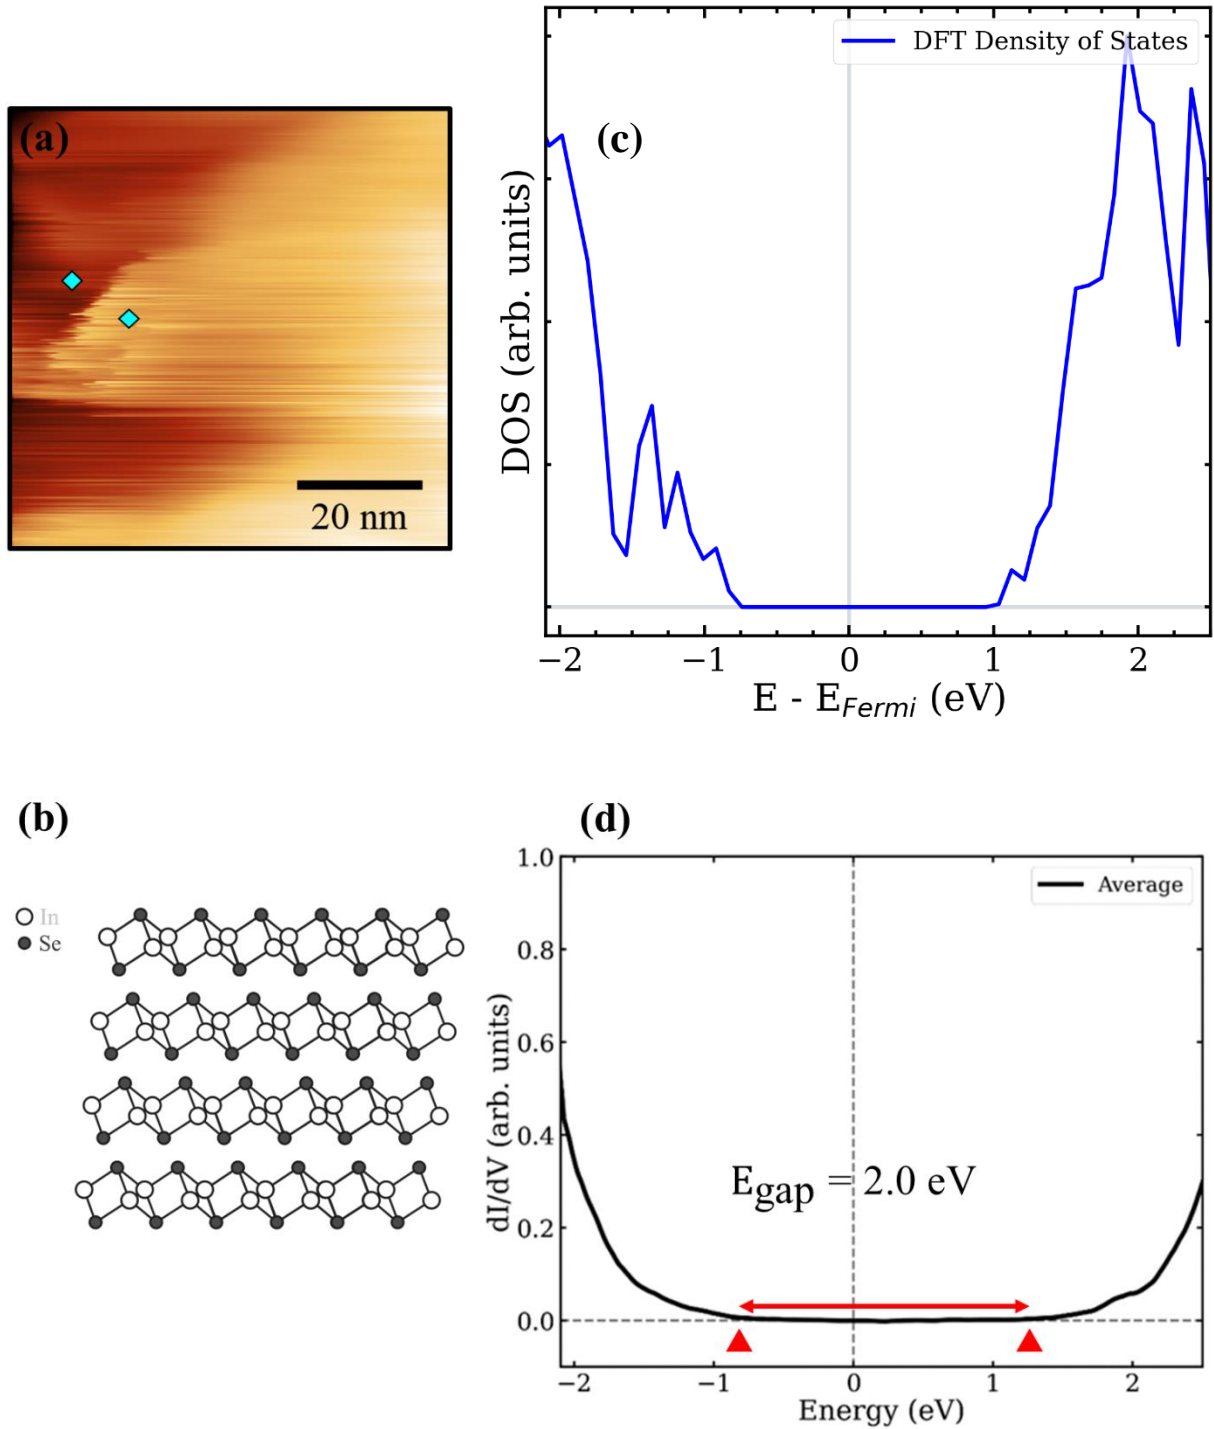 (a)
20 nm
(c)
DFT Density of States
DOS (arb. units)
−2 −1 0 1 2
E - E_Fermi (eV)
(b)
In
Se
(d)
Average
1.0
0.8
0.6
0.4
0.2
0.0
dI/dV (arb. units)
E_gap = 2.0 eV
−2 −1 0 1 2
Energy (eV)